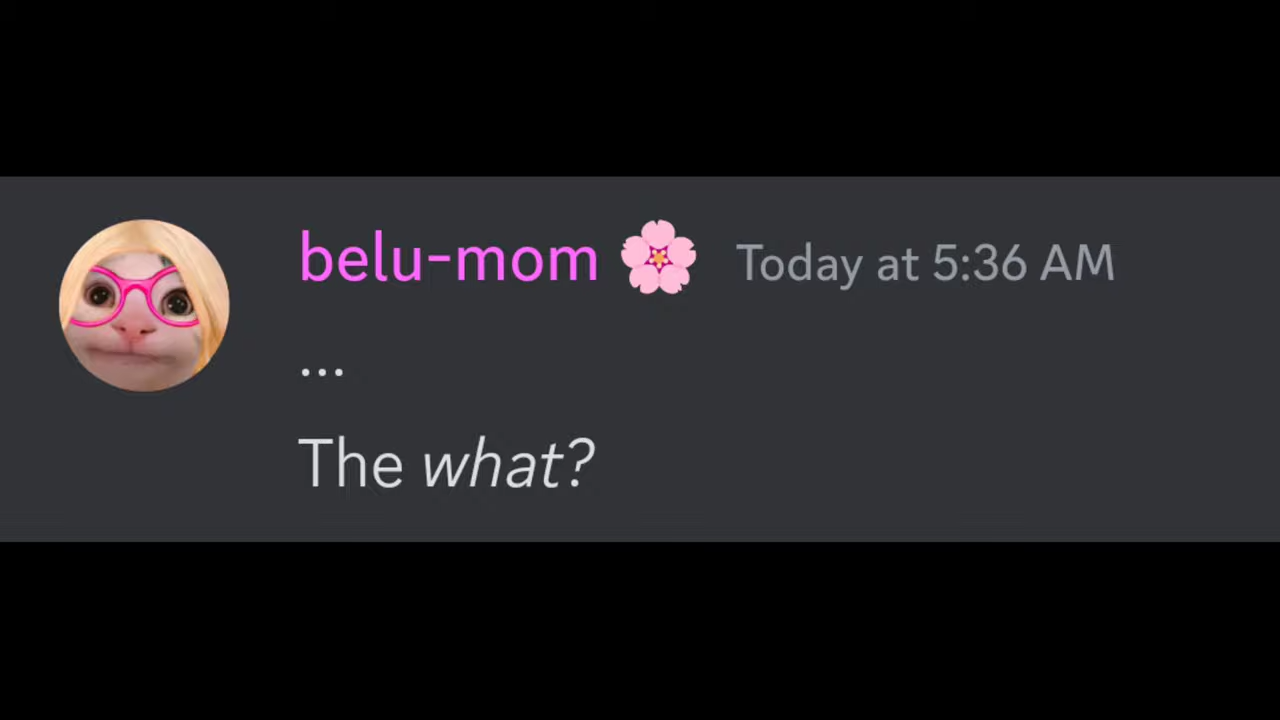 belu-mom 🌸 Today at 5:36 AM
...
The what?